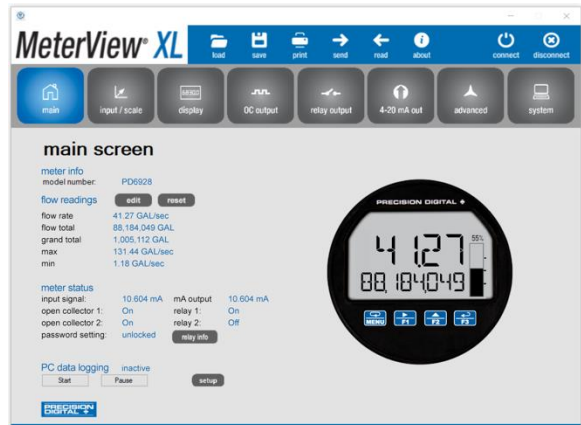 MeterView® XL
load save print send read about connect disconnect
main input / scale display OC output relay output 4-20 mA out advanced system
main screen
meter info
model number: PD6928
flow readings edit reset
flow rate 41.27 GAL/sec
flow total 88,184,049 GAL
grand total 1,005,112 GAL
max 131.44 GAL/sec
min 1.18 GAL/sec
meter status
input signal: 10.604 mA mA output 10.604 mA
open collector 1: On relay 1: On
open collector 2: On relay 2: Off
password setting: unlocked relay info
PC data logging inactive
Start Pause setup
PRECISION DIGITAL
PRECISION DIGITAL
55%
41.27
88,184,049
MENU F1 F2 F3